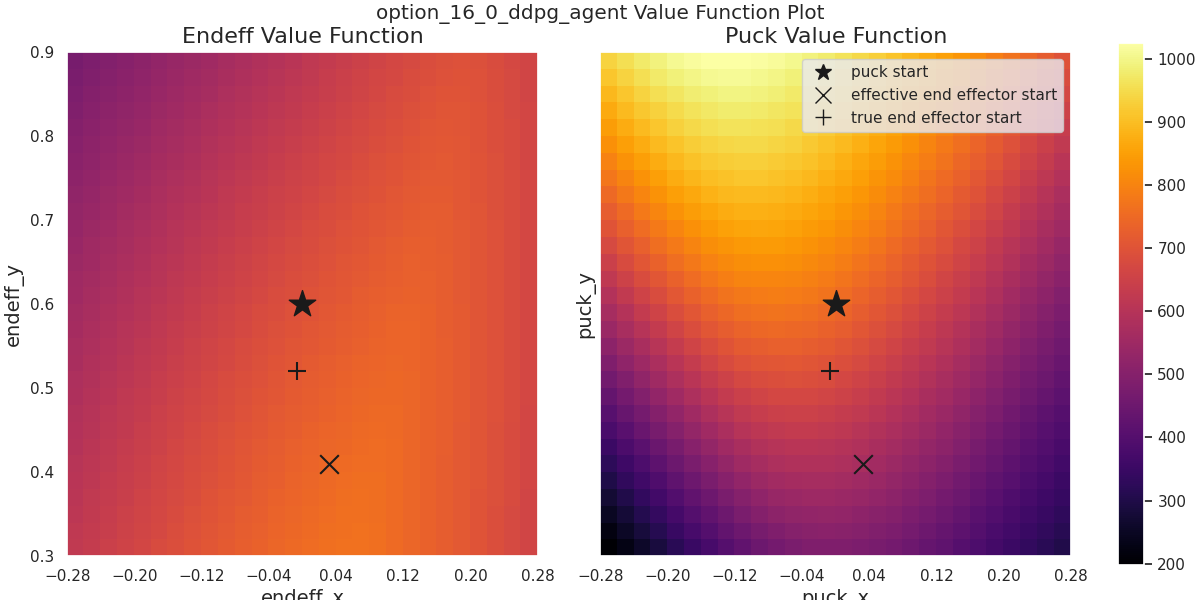 option_16_0_ddpg_agent Value Function Plot
Endeff Value Function
Puck Value Function
puck start
effective end effector start
true end effector start
endeff_y
0.9
0.8
0.7
0.6
0.5
0.4
0.3
−0.28 −0.20 −0.12 −0.04 0.04 0.12 0.20 0.28
endeff_x
puck_y
−0.28 −0.20 −0.12 −0.04 0.04 0.12 0.20 0.28
puck_x
1000
900
800
700
600
500
400
300
200